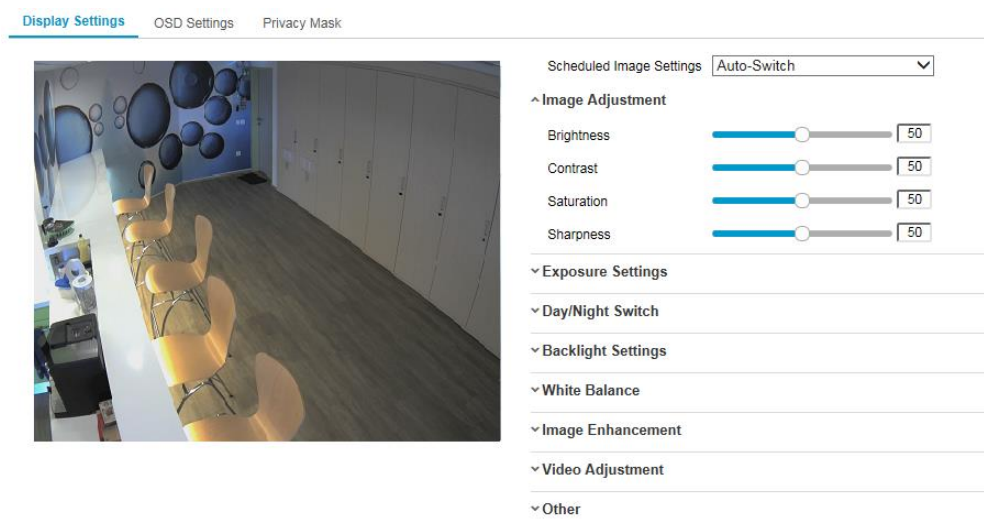 Display Settings OSD Settings Privacy Mask
Scheduled Image Settings Auto-Switch
Image Adjustment
Brightness 50
Contrast 50
Saturation 50
Sharpness 50
Exposure Settings
Day/Night Switch
Backlight Settings
White Balance
Image Enhancement
Video Adjustment
Other